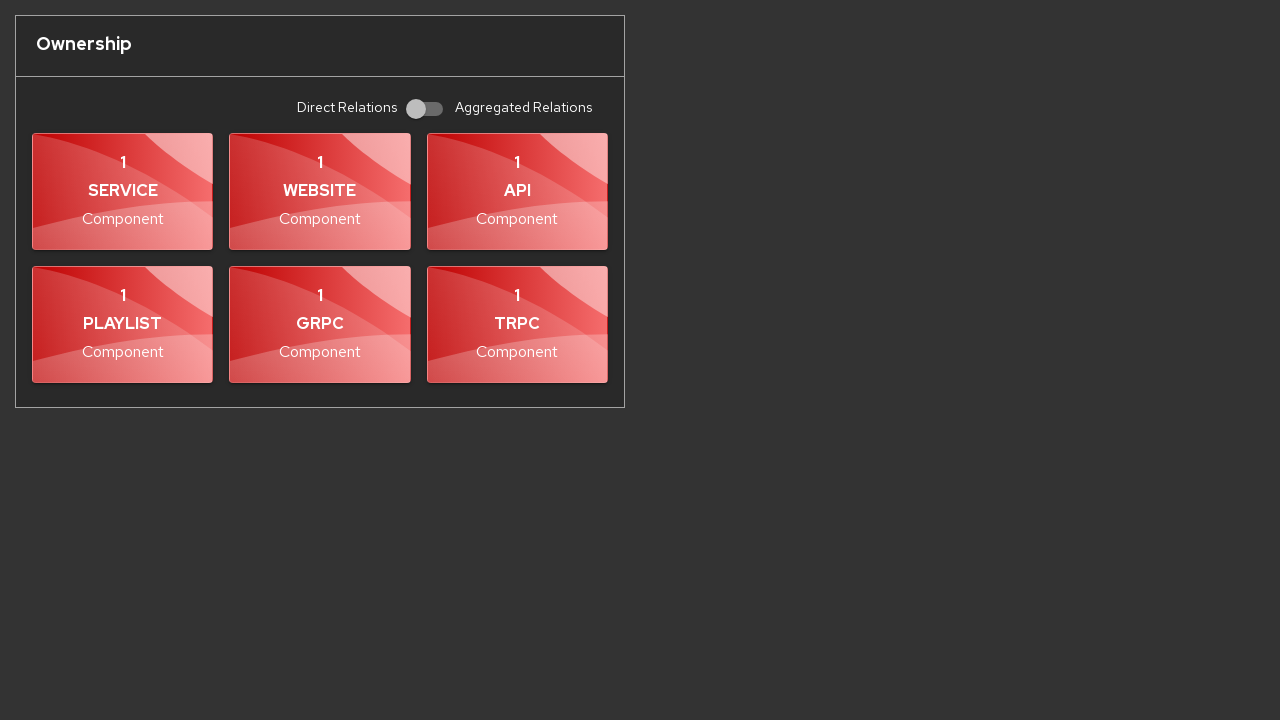 Ownership
Direct Relations Aggregated Relations
1
SERVICE
Component
1
WEBSITE
Component
1
API
Component
1
PLAYLIST
Component
1
GRPC
Component
1
TRPC
Component